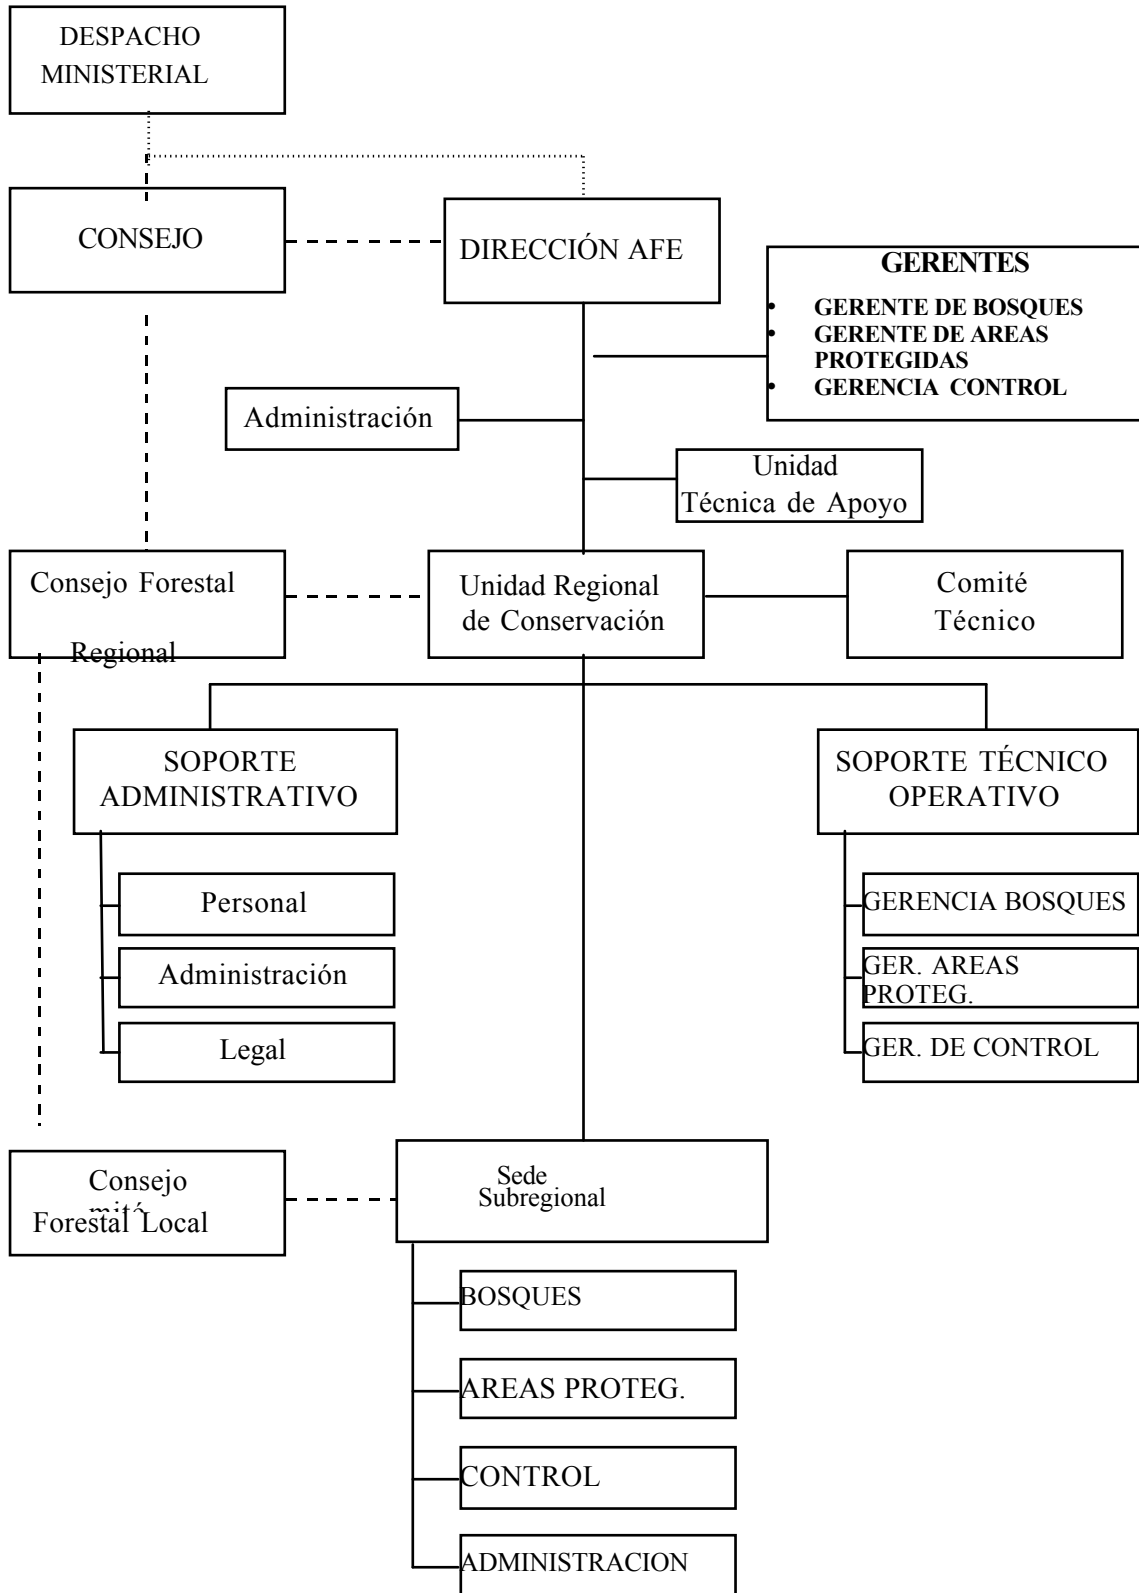 DESPACHO
MINISTERIAL
CONSEJO
DIRECCIÓN AFE
GERENTES
• GERENTE DE BOSQUES
• GERENTE DE AREAS
PROTEGIDAS
• GERENCIA CONTROL
Administración
Unidad
Técnica de Apoyo
Consejo Forestal
Regional
Unidad Regional
de Conservación
Comité
Técnico
SOPORTE
ADMINISTRATIVO
SOPORTE TÉCNICO
OPERATIVO
Personal
Administración
Legal
GERENCIA BOSQUES
GER. AREAS
PROTEG.
GER. DE CONTROL
Consejo
Forestal Local
Sede
Subregional
BOSQUES
AREAS PROTEG.
CONTROL
ADMINISTRACION